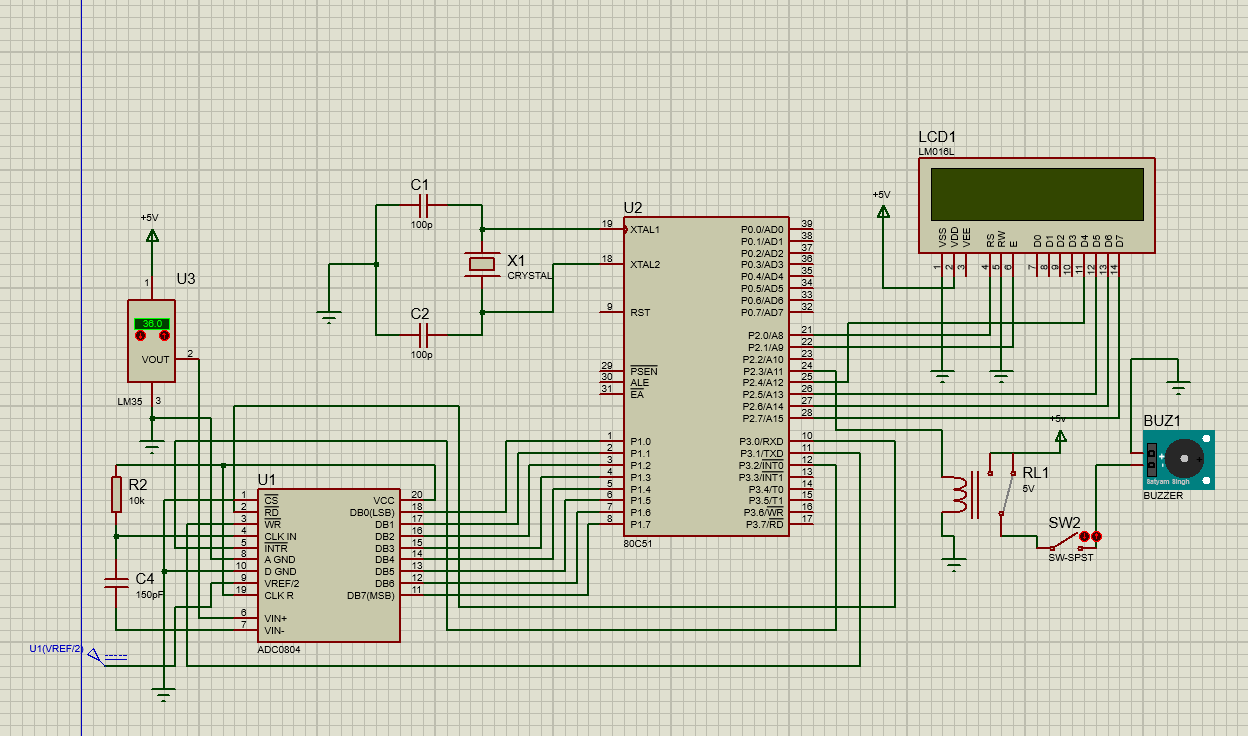 LCD1
LM016L
VSS
VDD
VEE
RS
RW
E
D0
D1
D2
D3
D4
D5
D6
D7
1
2
3
4
5
6
7
8
9
10
11
12
13
14
+5V
C1
100p
X1
CRYSTAL
C2
100p
U2
80C51
19 XTAL1
18 XTAL2
9 RST
29 PSEN
30 ALE
31 EA
1 P1.0
2 P1.1
3 P1.2
4 P1.3
5 P1.4
6 P1.5
7 P1.6
8 P1.7
P0.0/AD0 39
P0.1/AD1 38
P0.2/AD2 37
P0.3/AD3 36
P0.4/AD4 35
P0.5/AD5 34
P0.6/AD6 33
P0.7/AD7 32
P2.0/A8 21
P2.1/A9 22
P2.2/A10 23
P2.3/A11 24
P2.4/A12 25
P2.5/A13 26
P2.6/A14 27
P2.7/A15 28
P3.0/RXD 10
P3.1/TXD 11
P3.2/INT0 12
P3.3/INT1 13
P3.4/T0 14
P3.5/T1 15
P3.6/WR 16
P3.7/RD 17
+5V
U3
1
36.0
1
1
VOUT 2
LM35 3
R2
10k
C4
150pF
U1(VREF/2)
U1
ADC0804
1 CS
2 RD
3 WR
4 CLK IN
5 INTR
8 A GND
10 D GND
9 VREF/2
19 CLK R
6 VIN+
7 VIN-
VCC 20
DB0(LSB) 18
DB1 17
DB2 16
DB3 15
DB4 14
DB5 13
DB6 12
DB7(MSB) 11
+5v
RL1
5V
SW2
SW-SPST
BUZ1
Satyam Singh
BUZZER